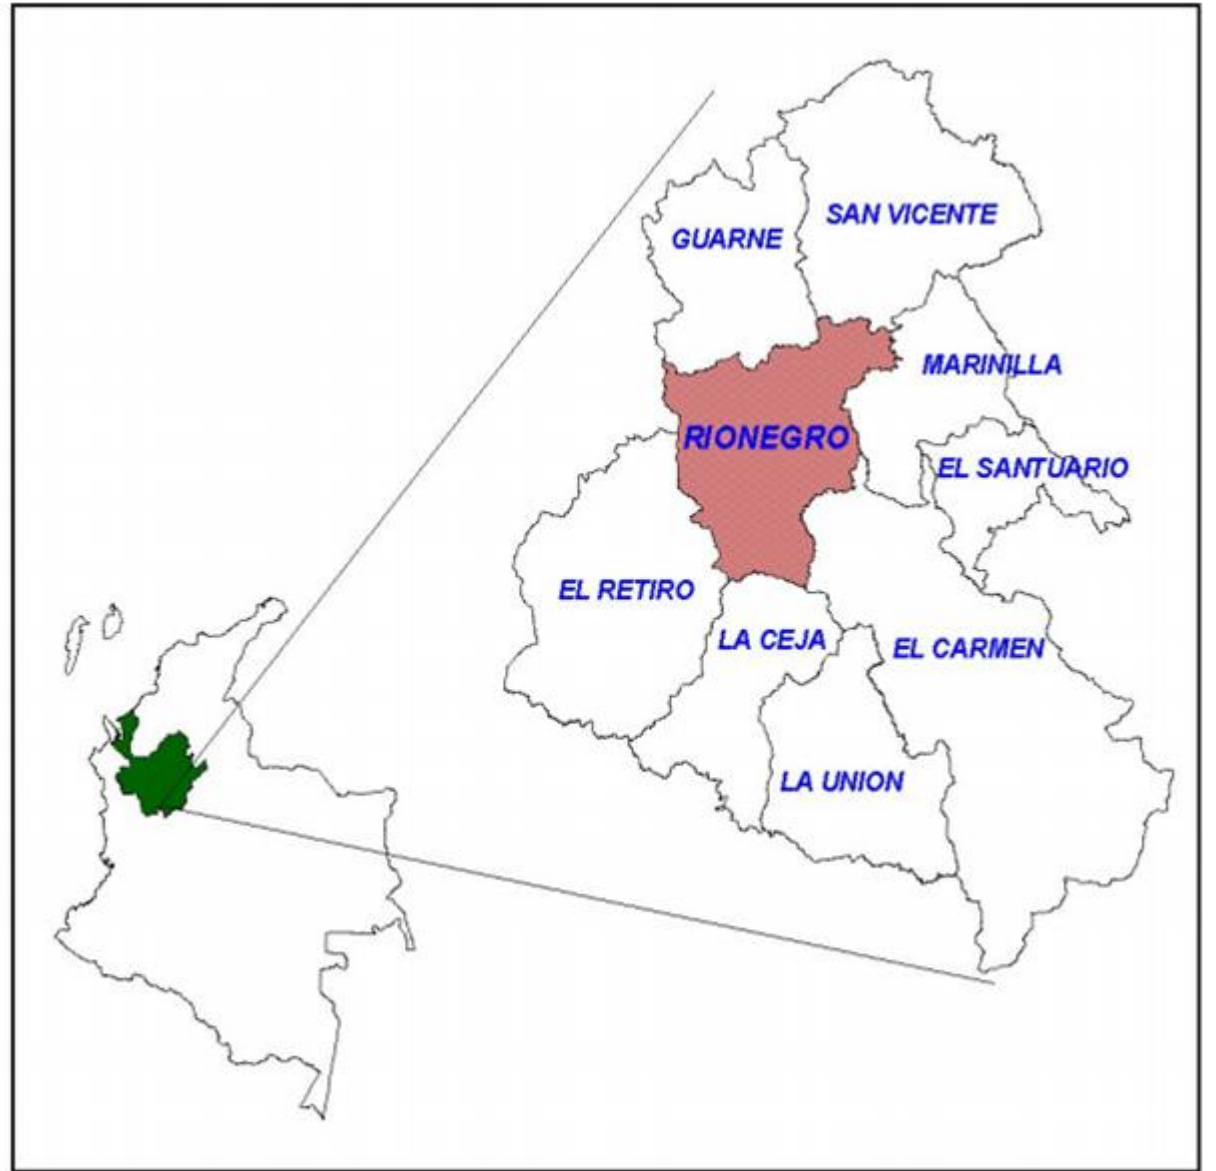 SAN VICENTE
GUARNE
MARINILLA
RIONEGRO
EL SANTUARIO
EL RETIRO
LA CEJA
EL CARMEN
LA UNION